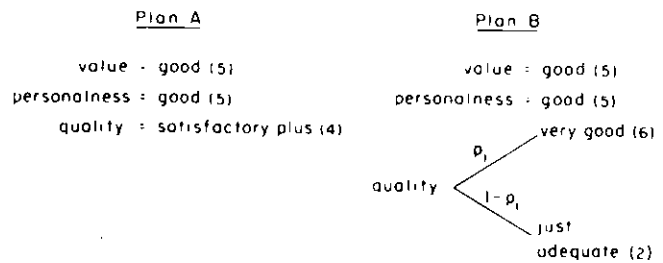 Plan A
value = good (5)
personalness = good (5)
quality = satisfactory plus (4)
Plan B
value = good (5)
personalness = good (5)
very good (6)
p₁
quality
1-p₁
just
adequate (2)